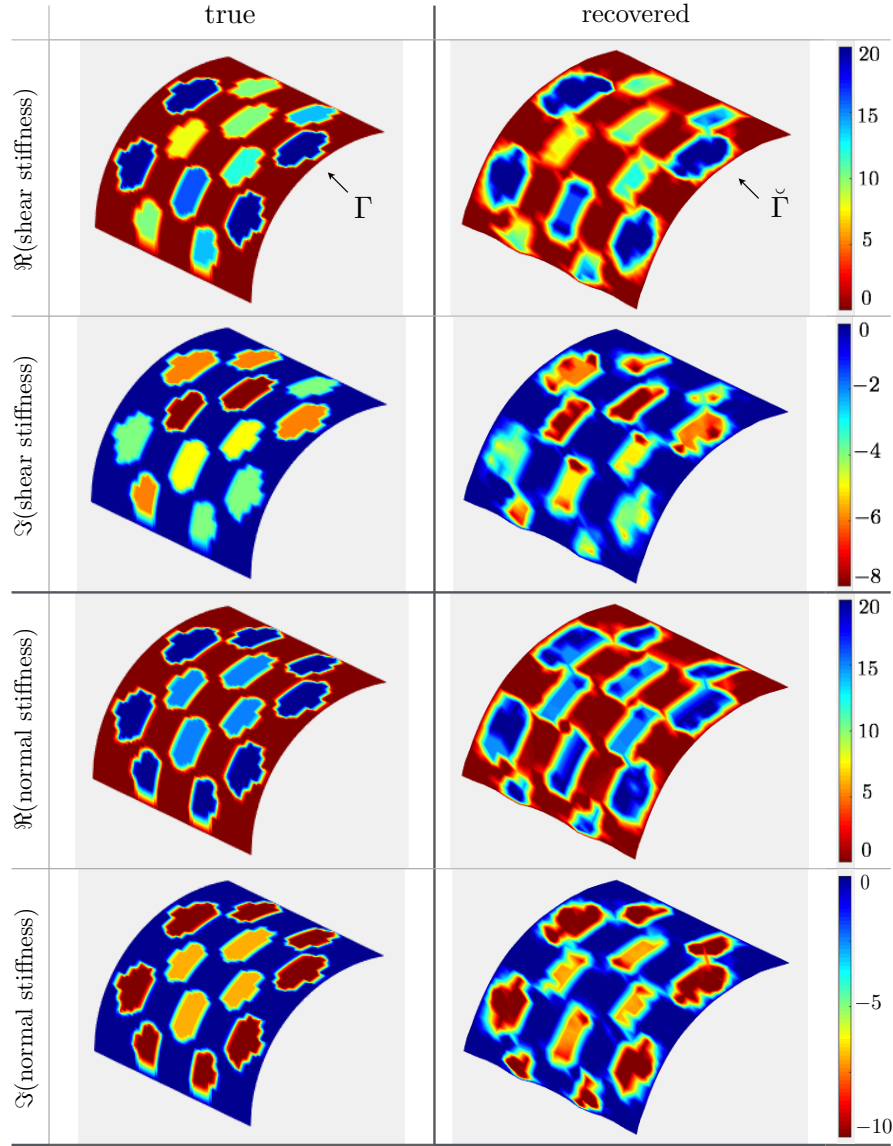 true
recovered
ℜ(shear stiffness)
Γ
Γ̆
20
15
10
5
0
ℑ(shear stiffness)
0
−2
−4
−6
−8
ℜ(normal stiffness)
20
15
10
5
0
ℑ(normal stiffness)
0
−5
−10